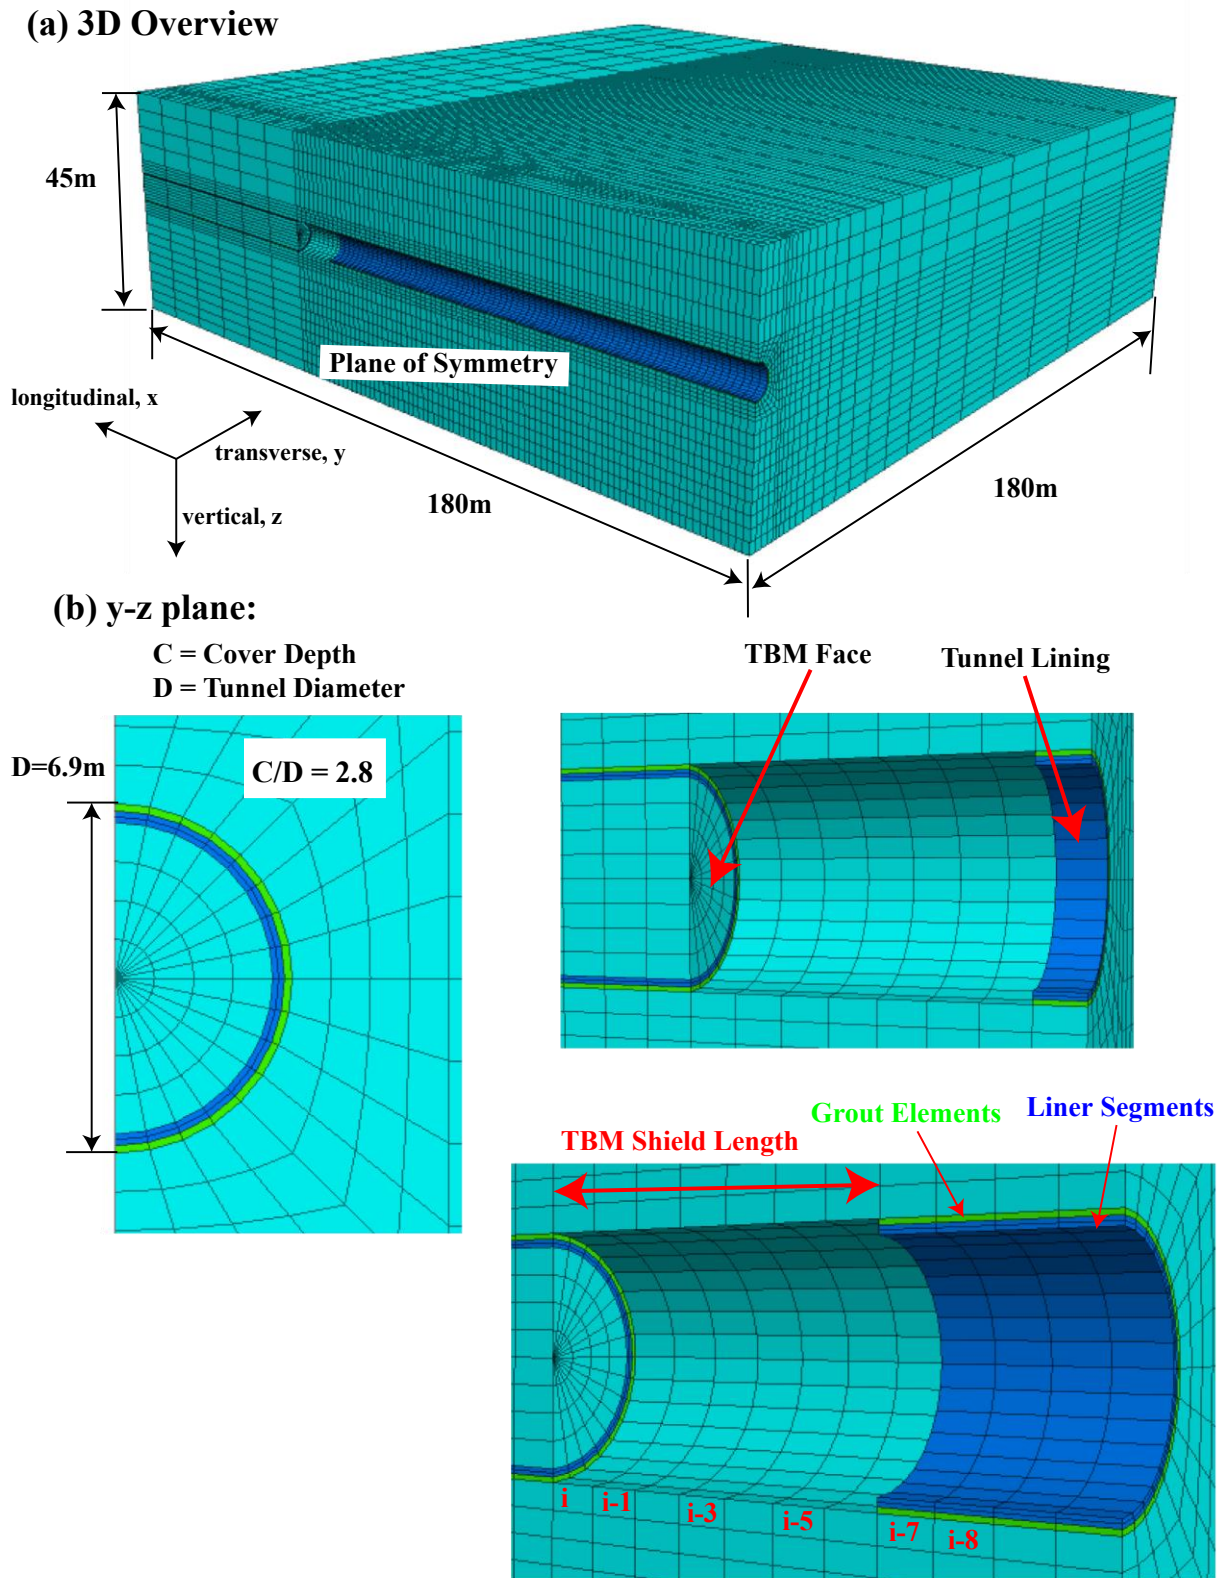 (a) 3D Overview
45m
Plane of Symmetry
longitudinal, x
transverse, y
vertical, z
180m
180m
(b) y-z plane:
C = Cover Depth
D = Tunnel Diameter
TBM Face
Tunnel Lining
D=6.9m
C/D = 2.8
Grout Elements
Liner Segments
TBM Shield Length
i
i-1
i-3
i-5
i-7
i-8